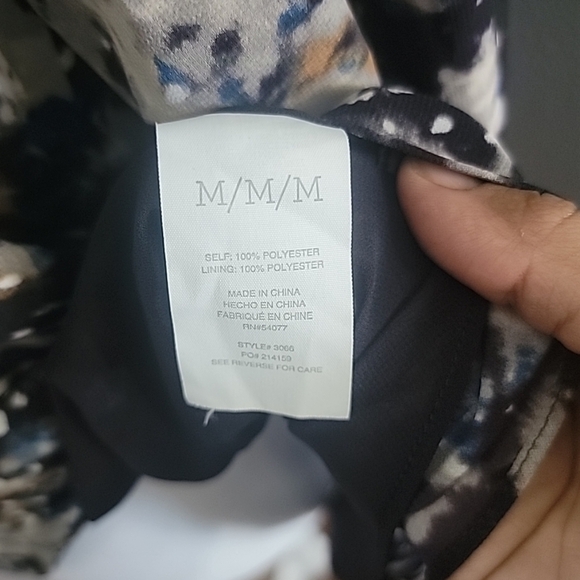 M/M/M
SELF: 100% POLYESTER
LINING: 100% POLYESTER
MADE IN CHINA
HECHO EN CHINA
FABRIQUÉ EN CHINE
RN#54077
STYLE# 3066
PO# 214159
SEE REVERSE FOR CARE